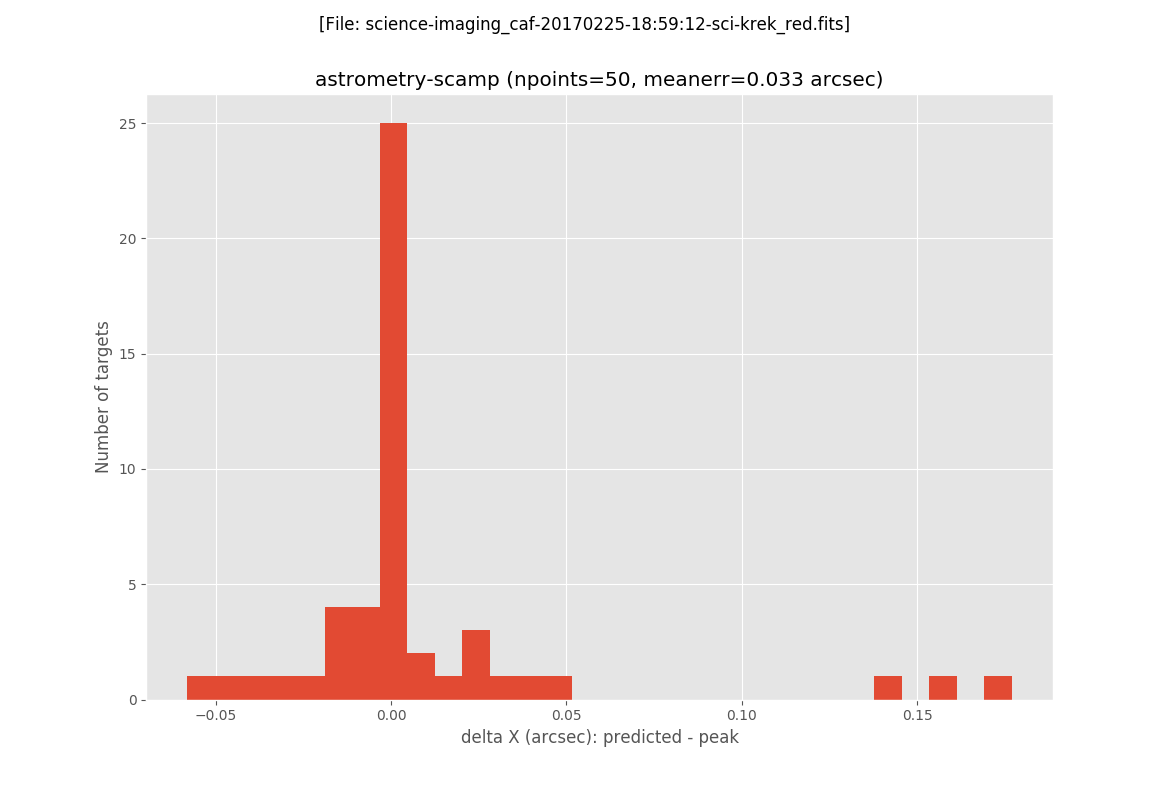 [File: science-imaging_caf-20170225-18:59:12-sci-krek_red.fits]
astrometry-scamp (npoints=50, meanerr=0.033 arcsec)
25
20
15
10
5
0
Number of targets
−0.05 0.00 0.05 0.10 0.15
delta X (arcsec): predicted - peak